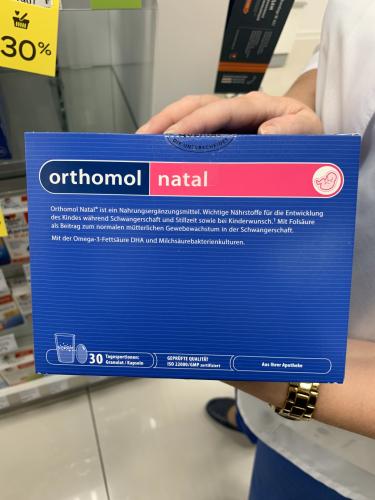 30%
DIE UNTERSCHEIDET
orthomol natal
Orthomol Natal® ist ein Nahrungsergänzungsmittel. Wichtige Nährstoffe für die Entwicklung
des Kindes während Schwangerschaft und Stillzeit sowie bei Kinderwunsch.¹ Mit Folsäure
als Beitrag zum normalen mütterlichen Gewebewachstum in der Schwangerschaft.
Mit der Omega-3-Fettsäure DHA und Milchsäurebakterienkulturen.
30 Tagesportionen:
Granulat / Kapseln
GEPRÜFTE QUALITÄT
ISO 22000/GMP zertifiziert
Aus Ihrer Apotheke